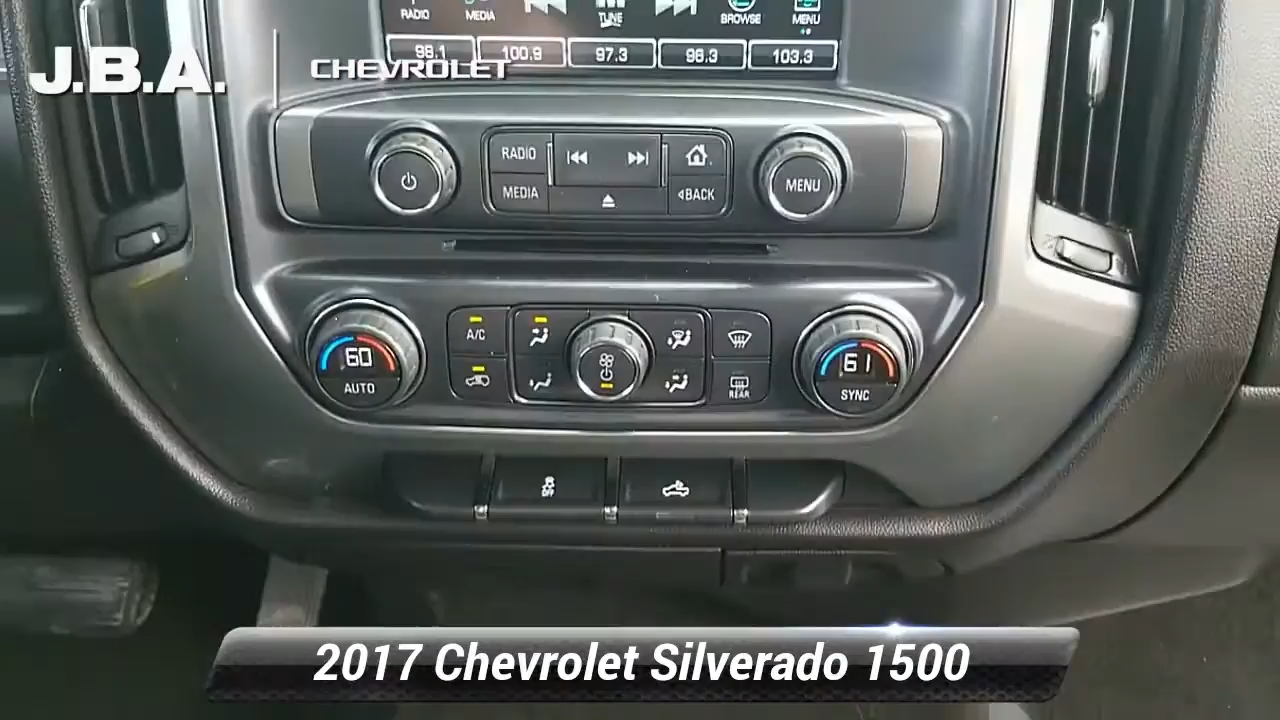 RADIO MEDIA TUNE BROWSE MENU
98.1 100.9 97.3 96.3 103.3
J.B.A. CHEVROLET
RADIO
MEDIA BACK
MENU
60 AUTO
A/C
REAR
61 SYNC
OFF
2017 Chevrolet Silverado 1500